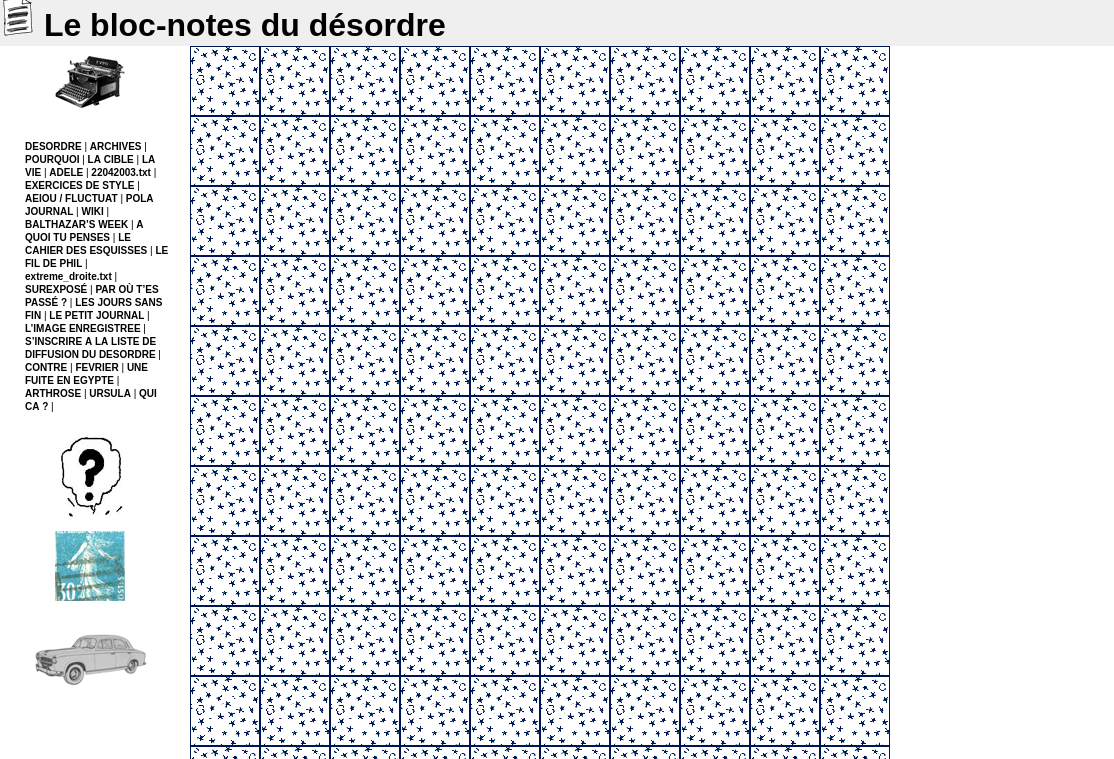 Le bloc-notes du désordre
TYPO
DESORDRE | ARCHIVES |
POURQUOI | LA CIBLE | LA
VIE | ADELE | 22042003.txt |
EXERCICES DE STYLE |
AEIOU / FLUCTUAT | POLA
JOURNAL | WIKI |
BALTHAZAR'S WEEK | A
QUOI TU PENSES | LE
CAHIER DES ESQUISSES | LE
FIL DE PHIL |
extreme_droite.txt |
SUREXPOSÉ | PAR OÙ T'ES
PASSÉ ? | LES JOURS SANS
FIN | LE PETIT JOURNAL |
L'IMAGE ENREGISTREE |
S'INSCRIRE A LA LISTE DE
DIFFUSION DU DESORDRE |
CONTRE | FEVRIER | UNE
FUITE EN EGYPTE |
ARTHROSE | URSULA | QUI
CA ? |
?